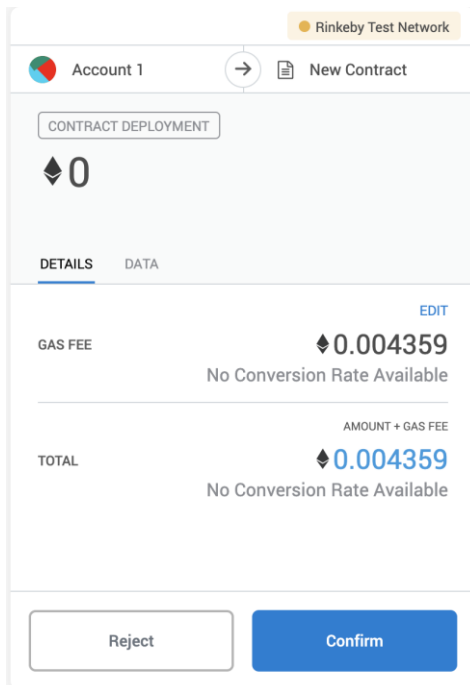 Rinkeby Test Network
Account 1
New Contract
CONTRACT DEPLOYMENT
0
DETAILS DATA
EDIT
GAS FEE 0.004359
No Conversion Rate Available
AMOUNT + GAS FEE
TOTAL 0.004359
No Conversion Rate Available
Reject Confirm